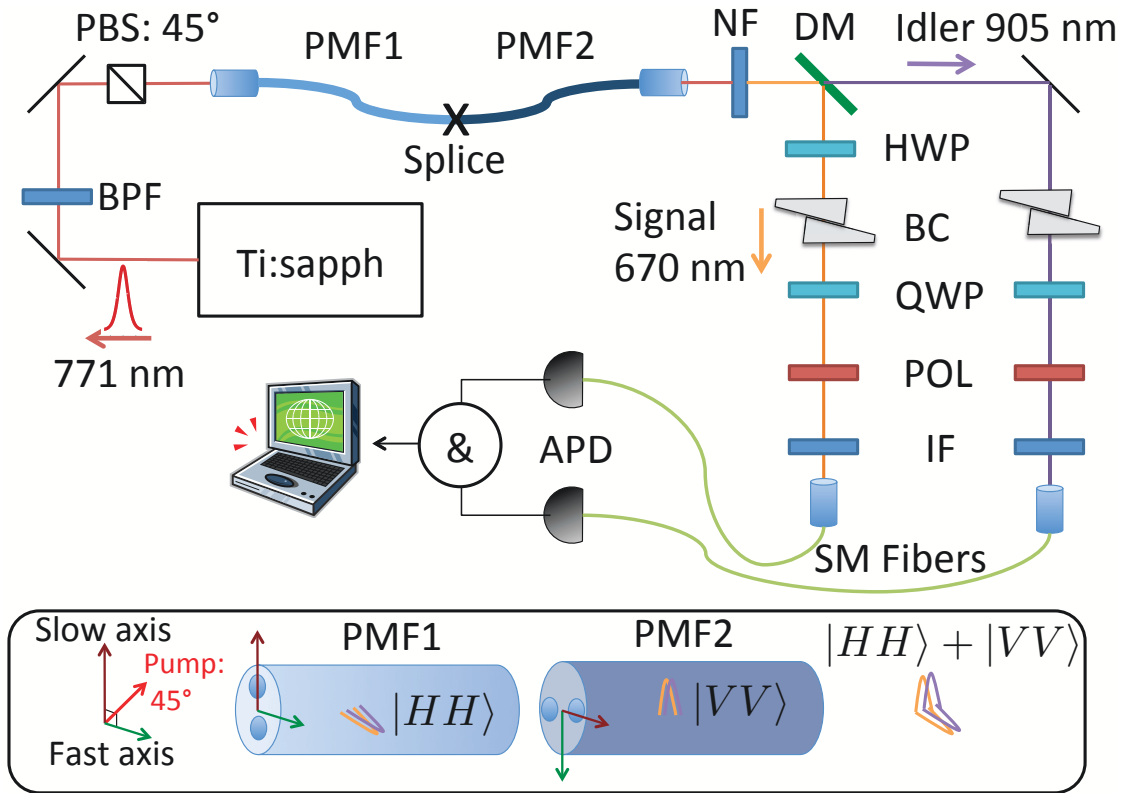 PBS: 45°
PMF1
PMF2
NF
DM
Idler 905 nm
Splice
HWP
BPF
Signal
670 nm
BC
Ti:sapph
QWP
771 nm
POL
&
APD
IF
SM Fibers
Slow axis
Pump:
45°
Fast axis
PMF1
|HH⟩
PMF2
|VV⟩
|HH⟩ + |VV⟩